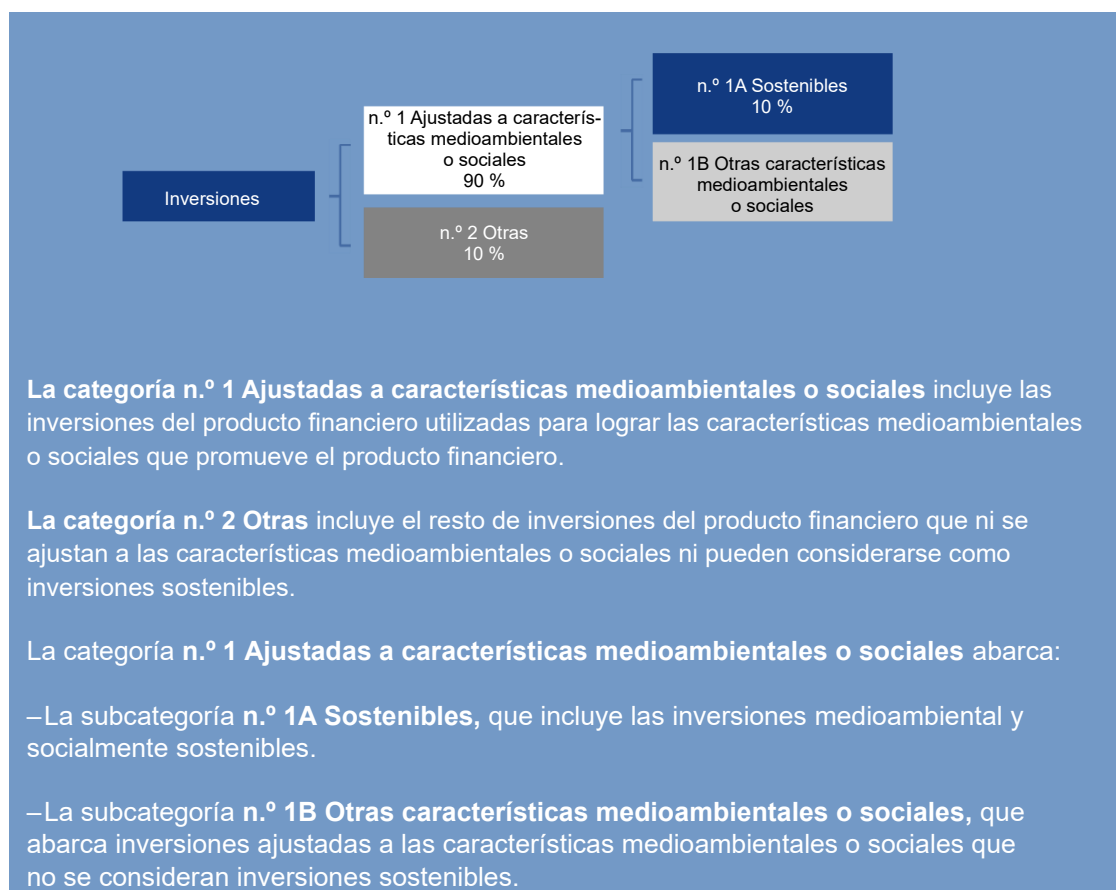 n.º 1A Sostenibles
10 %
n.º 1 Ajustadas a caracterís-
ticas medioambientales
o sociales
90 %
n.º 1B Otras características
medioambientales
o sociales
Inversiones
n.º 2 Otras
10 %
La categoría n.º 1 Ajustadas a características medioambientales o sociales incluye las
inversiones del producto financiero utilizadas para lograr las características medioambientales
o sociales que promueve el producto financiero.
La categoría n.º 2 Otras incluye el resto de inversiones del producto financiero que ni se
ajustan a las características medioambientales o sociales ni pueden considerarse como
inversiones sostenibles.
La categoría n.º 1 Ajustadas a características medioambientales o sociales abarca:
–La subcategoría n.º 1A Sostenibles, que incluye las inversiones medioambiental y
socialmente sostenibles.
–La subcategoría n.º 1B Otras características medioambientales o sociales, que
abarca inversiones ajustadas a las características medioambientales o sociales que
no se consideran inversiones sostenibles.